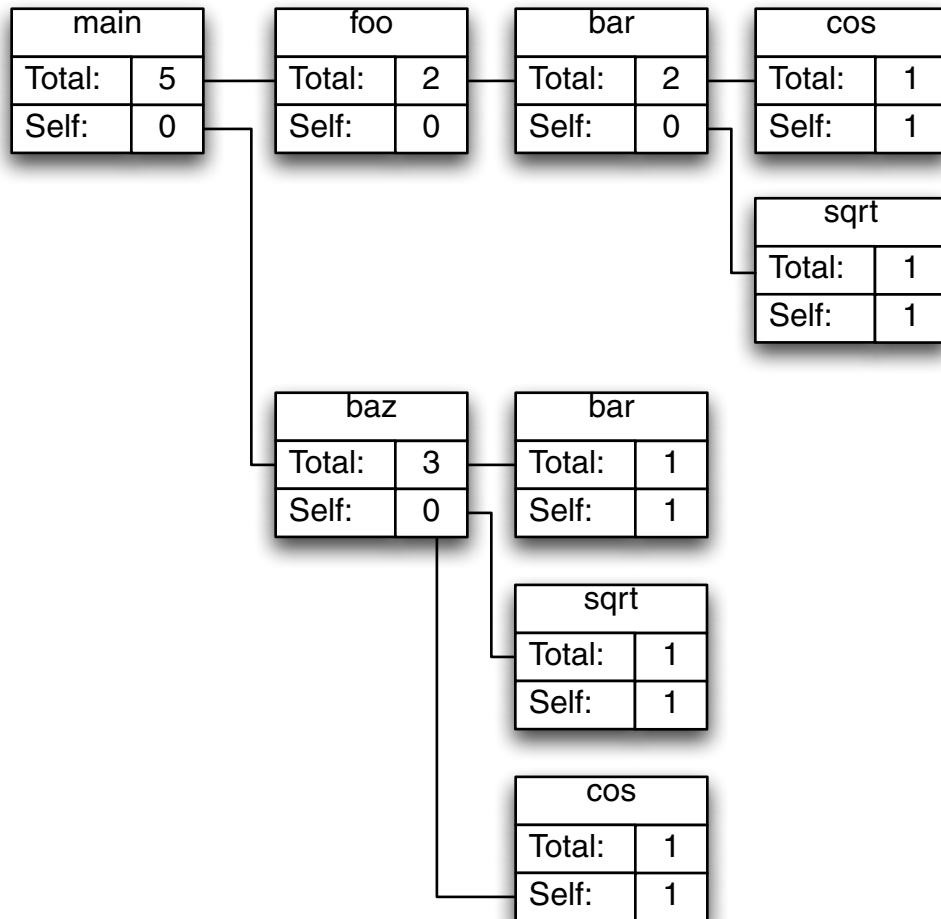 main foo bar cos
Total: 5 Total: 2 Total: 2 Total: 1
Self: 0 Self: 0 Self: 0 Self: 1
sqrt
Total: 1
Self: 1
baz bar
Total: 3 Total: 1
Self: 0 Self: 1
sqrt
Total: 1
Self: 1
cos
Total: 1
Self: 1